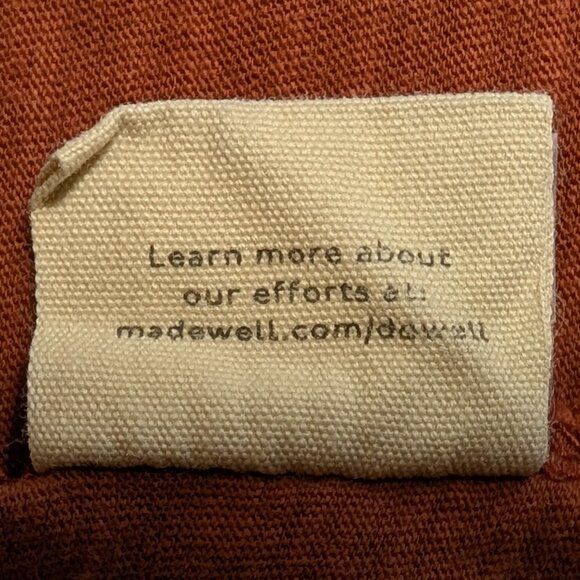 Learn more about
our efforts at:
madewell.com/dowell